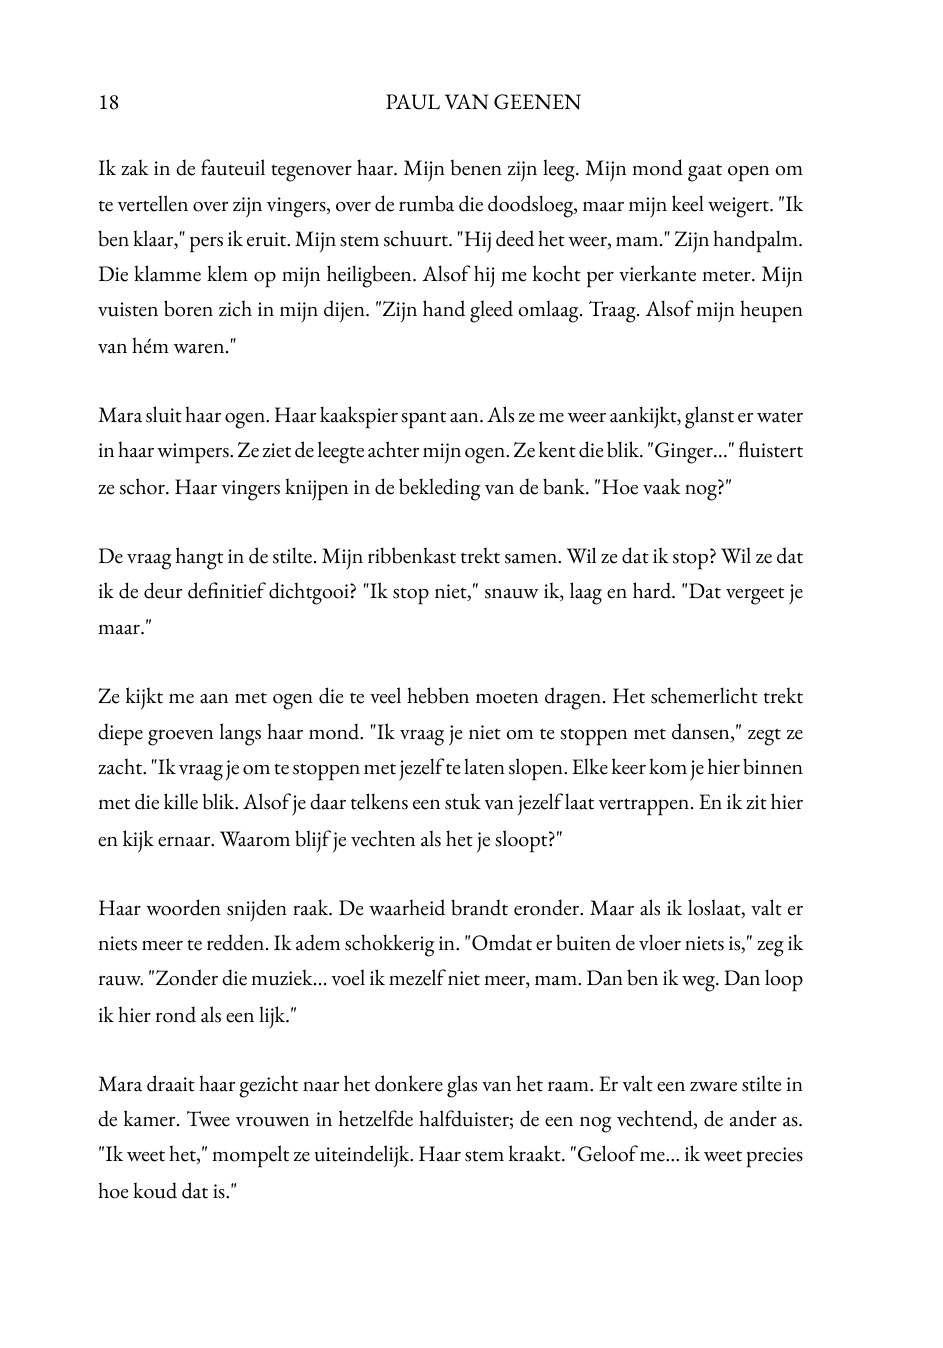 18 PAUL VAN GEENEN
Ik zak in de fauteuil tegenover haar. Mijn benen zijn leeg. Mijn mond gaat open om
te vertellen over zijn vingers, over de rumba die doodsloeg, maar mijn keel weigert. "Ik
ben klaar," pers ik eruit. Mijn stem schuurt. "Hij deed het weer, mam." Zijn handpalm.
Die klamme klem op mijn heiligbeen. Alsof hij me kocht per vierkante meter. Mijn
vuisten boren zich in mijn dijen. "Zijn hand gleed omlaag. Traag. Alsof mijn heupen
van hém waren."
Mara sluit haar ogen. Haar kaakspier spant aan. Als ze me weer aankijkt, glanst er water
in haar wimpers. Ze ziet de leegte achter mijn ogen. Ze kent die blik. "Ginger..." fluistert
ze schor. Haar vingers knijpen in de bekleding van de bank. "Hoe vaak nog?"
De vraag hangt in de stilte. Mijn ribbenkast trekt samen. Wil ze dat ik stop? Wil ze dat
ik de deur definitief dichtgooi? "Ik stop niet," snauw ik, laag en hard. "Dat vergeet je
maar."
Ze kijkt me aan met ogen die te veel hebben moeten dragen. Het schemerlicht trekt
diepe groeven langs haar mond. "Ik vraag je niet om te stoppen met dansen," zegt ze
zacht. "Ik vraag je om te stoppen met jezelf te laten slopen. Elke keer kom je hier binnen
met die kille blik. Alsof je daar telkens een stuk van jezelf laat vertrappen. En ik zit hier
en kijk ernaar. Waarom blijf je vechten als het je sloopt?"
Haar woorden snijden raak. De waarheid brandt eronder. Maar als ik loslaat, valt er
niets meer te redden. Ik adem schokkerig in. "Omdat er buiten de vloer niets is," zeg ik
rauw. "Zonder die muziek... voel ik mezelf niet meer, mam. Dan ben ik weg. Dan loop
ik hier rond als een lijk."
Mara draait haar gezicht naar het donkere glas van het raam. Er valt een zware stilte in
de kamer. Twee vrouwen in hetzelfde halfduister; de een nog vechtend, de ander as.
"Ik weet het," mompelt ze uiteindelijk. Haar stem kraakt. "Geloof me... ik weet precies
hoe koud dat is."